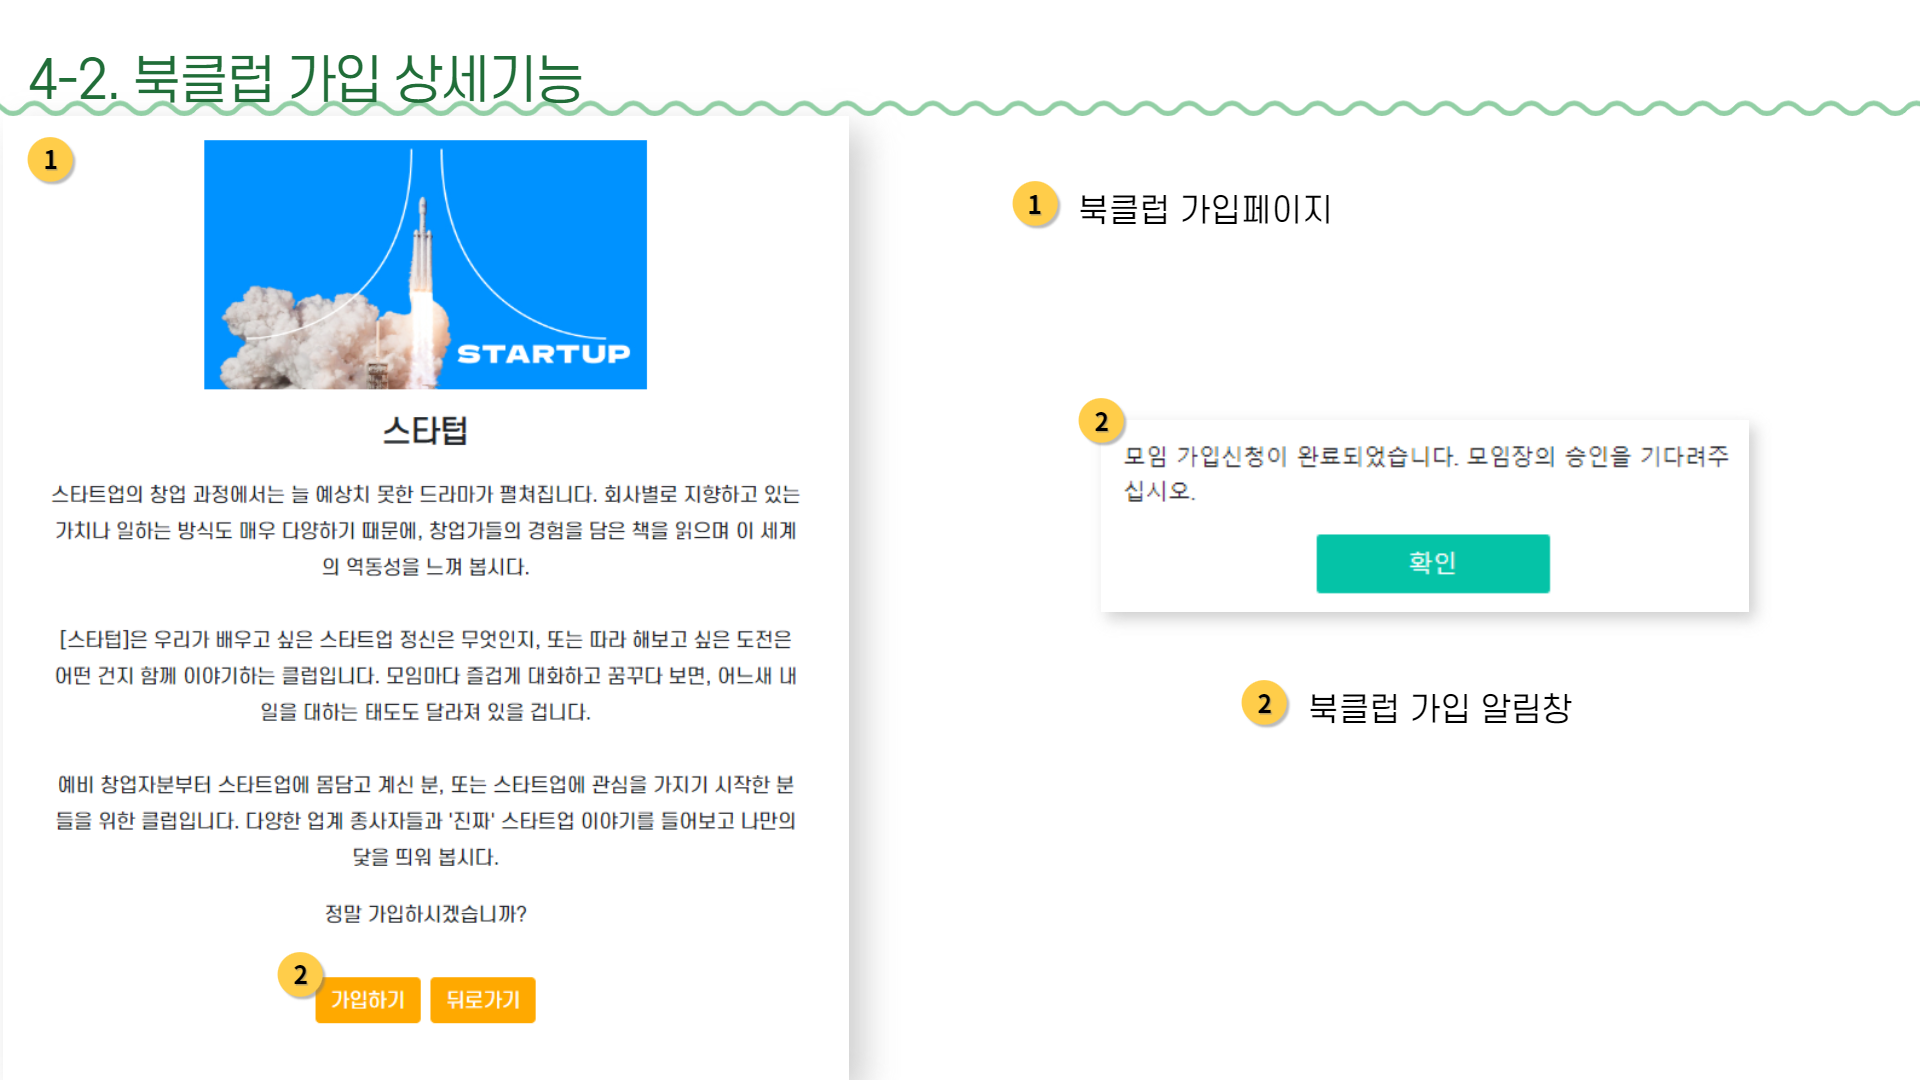 4-2. 북클럽 가입 상세기능
1
STARTUP
스타텁
스타트업의 창업 과정에서는 늘 예상치 못한 드라마가 펼쳐집니다. 회사별로 지향하고 있는
가치나 일하는 방식도 매우 다양하기 때문에, 창업가들의 경험을 담은 책을 읽으며 이 세계
의 역동성을 느껴 봅시다.
[스타텁]은 우리가 배우고 싶은 스타트업 정신은 무엇인지, 또는 따라 해보고 싶은 도전은
어떤 건지 함께 이야기하는 클럽입니다. 모임마다 즐겁게 대화하고 꿈꾸다 보면, 어느새 내
일을 대하는 태도도 달라져 있을 겁니다.
예비 창업자분부터 스타트업에 몸담고 계신 분, 또는 스타트업에 관심을 가지기 시작한 분
들을 위한 클럽입니다. 다양한 업계 종사자들과 '진짜' 스타트업 이야기를 들어보고 나만의
닻을 띄워 봅시다.
정말 가입하시겠습니까?
2
가입하기 뒤로가기
1 북클럽 가입페이지
2
모임 가입신청이 완료되었습니다. 모임장의 승인을 기다려주
십시오.
확인
2 북클럽 가입 알림창